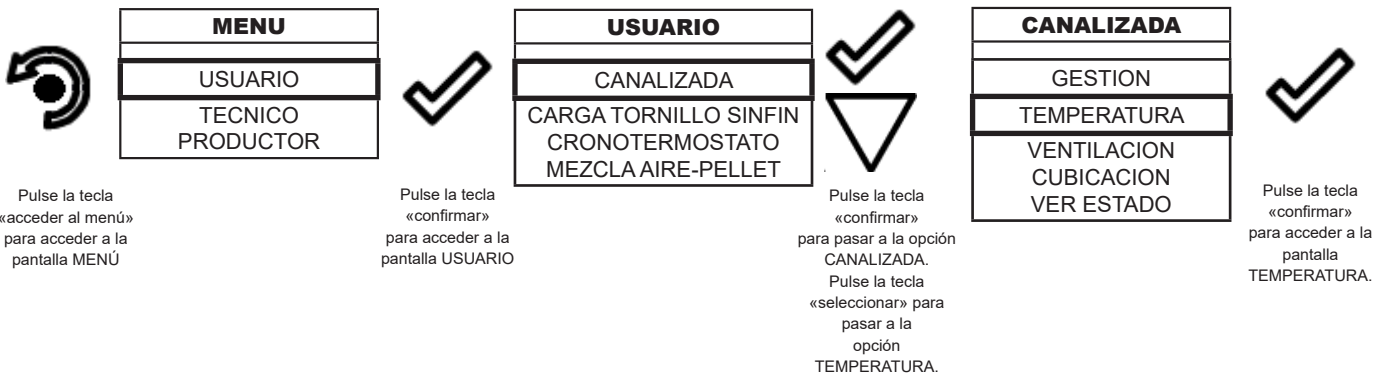 MENU
USUARIO
TECNICO
PRODUCTOR
Pulse la tecla
«acceder al menú»
para acceder a la
pantalla MENÚ
Pulse la tecla
«confirmar»
para acceder a la
pantalla USUARIO
USUARIO
CANALIZADA
CARGA TORNILLO SINFIN
CRONOTERMOSTATO
MEZCLA AIRE-PELLET
Pulse la tecla
«confirmar»
para pasar a la opción
CANALIZADA.
Pulse la tecla
«seleccionar» para
pasar a la
opción
TEMPERATURA.
CANALIZADA
GESTION
TEMPERATURA
VENTILACION
CUBICACION
VER ESTADO
Pulse la tecla
«confirmar»
para acceder a la
pantalla
TEMPERATURA.